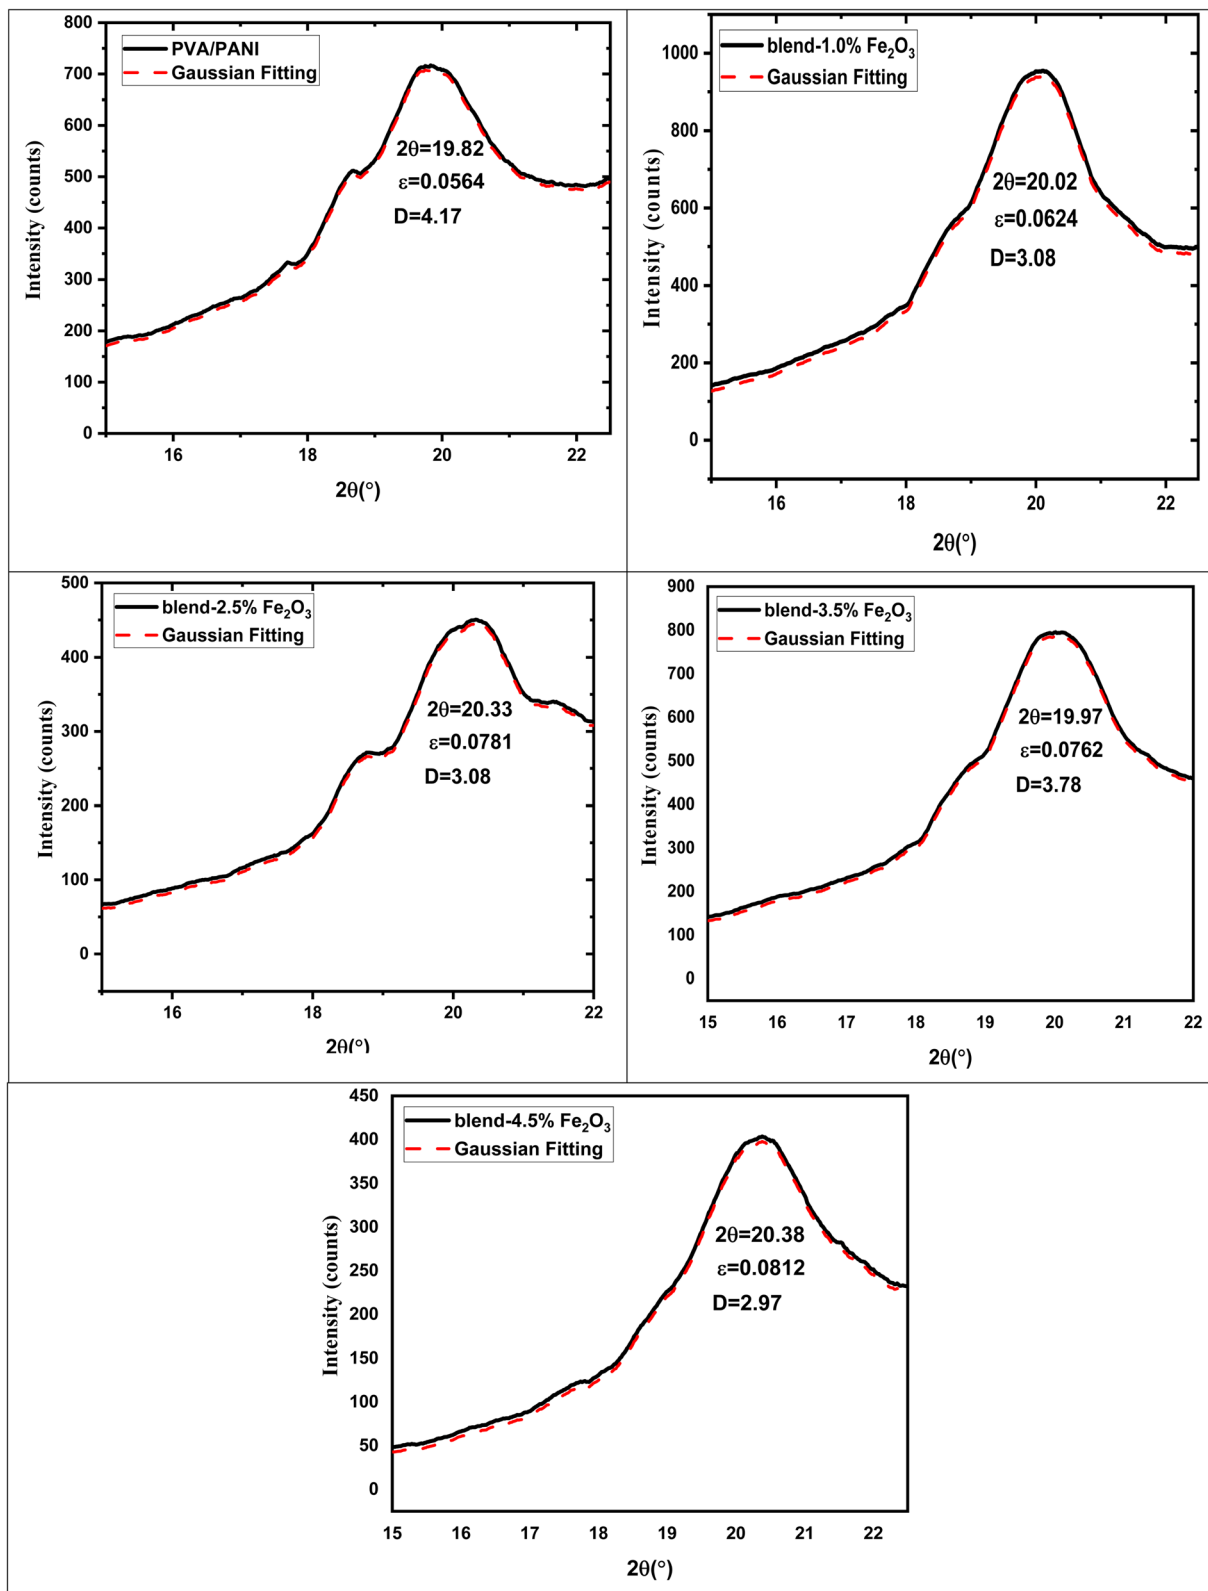 PVA/PANI
Gaussian Fitting
800
700
600
500
400
300
200
100
0
Intensity (counts)
2θ=19.82
ε=0.0564
D=4.17
16 18 20 22
2θ(°)
blend-1.0% Fe₂O₃
Gaussian Fitting
1000
800
600
400
200
0
Intensity (counts)
2θ=20.02
ε=0.0624
D=3.08
16 18 20 22
2θ(°)
blend-2.5% Fe₂O₃
Gaussian Fitting
500
400
300
200
100
0
Intensity (counts)
2θ=20.33
ε=0.0781
D=3.08
16 18 20 22
2θ(°)
blend-3.5% Fe₂O₃
Gaussian Fitting
900
800
700
600
500
400
300
200
100
0
Intensity (counts)
2θ=19.97
ε=0.0762
D=3.78
15 16 17 18 19 20 21 22
2θ(°)
blend-4.5% Fe₂O₃
Gaussian Fitting
450
400
350
300
250
200
150
100
50
0
Intensity (counts)
2θ=20.38
ε=0.0812
D=2.97
15 16 17 18 19 20 21 22
2θ(°)